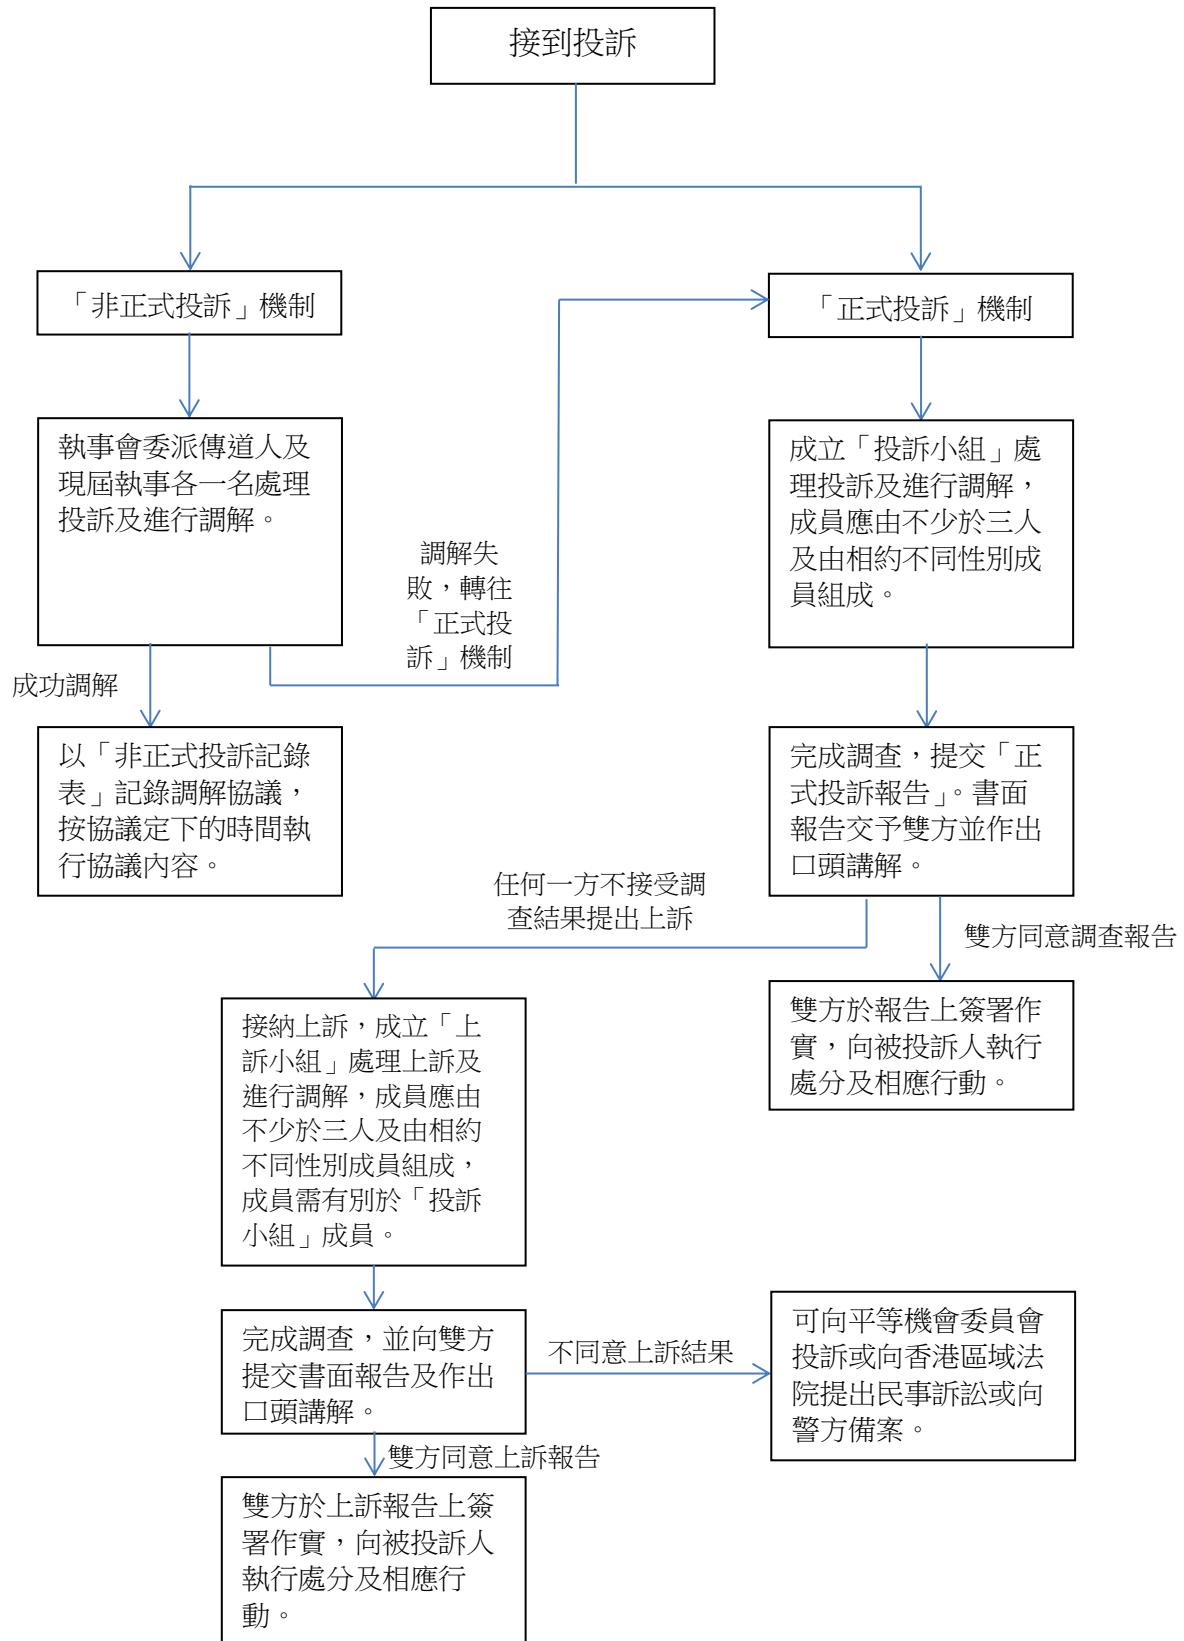 接到投訴
「非正式投訴」機制
「正式投訴」機制
執事會委派傳道人及
現屆執事各一名處理
投訴及進行調解。
成立「投訴小組」處
理投訴及進行調解，
成員應由不少於三人
及由相約不同性別成
員組成。
調解失
敗，轉往
「正式投
訴」機制
成功調解
以「非正式投訴記錄
表」記錄調解協議，
按協議定下的時間執
行協議內容。
完成調查，提交「正
式投訴報告」。書面
報告交予雙方並作出
口頭講解。
任何一方不接受調
查結果提出上訴
雙方同意調查報告
接納上訴，成立「上
訴小組」處理上訴及
進行調解，成員應由
不少於三人及由相約
不同性別成員組成，
成員需有別於「投訴
小組」成員。
雙方於報告上簽署作
實，向被投訴人執行
處分及相應行動。
完成調查，並向雙方
提交書面報告及作出
口頭講解。
不同意上訴結果
可向平等機會委員會
投訴或向香港區域法
院提出民事訴訟或向
警方備案。
雙方同意上訴報告
雙方於上訴報告上簽
署作實，向被投訴人
執行處分及相應行
動。